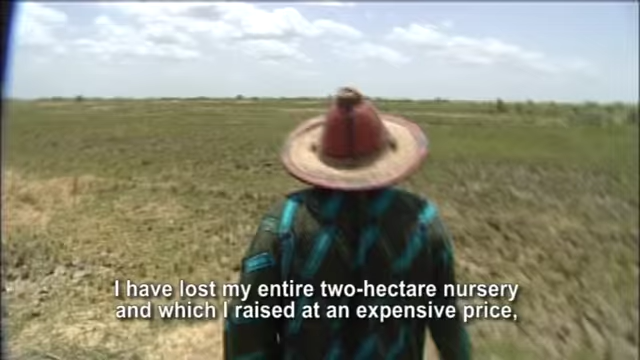 I have lost my entire two-hectare nursery
and which I raised at an expensive price,